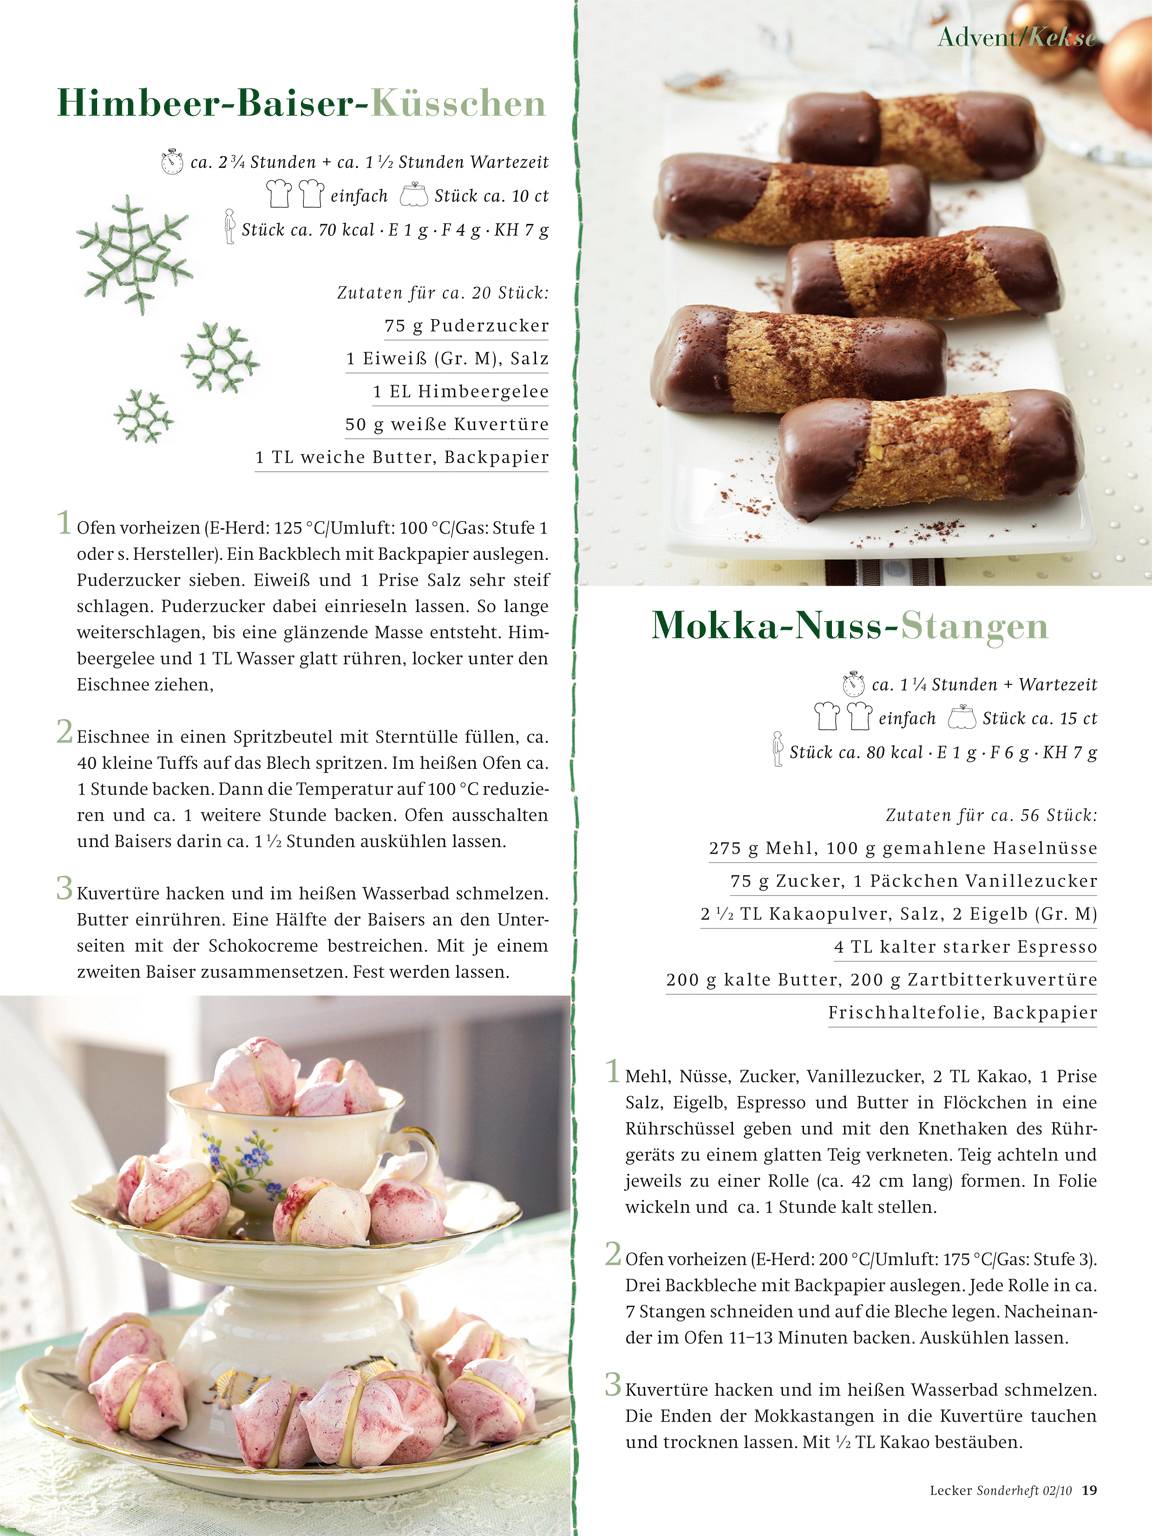 Advent/Kekse
Himbeer-Baiser-Küsschen
ca. 2 ¾ Stunden + ca. 1 ½ Stunden Wartezeit
einfach Stück ca. 10 ct
Stück ca. 70 kcal · E 1 g · F 4 g · KH 7 g
Zutaten für ca. 20 Stück:
75 g Puderzucker
1 Eiweiß (Gr. M), Salz
1 EL Himbeergelee
50 g weiße Kuvertüre
1 TL weiche Butter, Backpapier
1 Ofen vorheizen (E-Herd: 125 °C/Umluft: 100 °C/Gas: Stufe 1
oder s. Hersteller). Ein Backblech mit Backpapier auslegen.
Puderzucker sieben. Eiweiß und 1 Prise Salz sehr steif
schlagen. Puderzucker dabei einrieseln lassen. So lange
weiterschlagen, bis eine glänzende Masse entsteht. Him-
beergelee und 1 TL Wasser glatt rühren, locker unter den
Eischnee ziehen,
2 Eischnee in einen Spritzbeutel mit Sterntülle füllen, ca.
40 kleine Tuffs auf das Blech spritzen. Im heißen Ofen ca.
1 Stunde backen. Dann die Temperatur auf 100 °C reduzie-
ren und ca. 1 weitere Stunde backen. Ofen ausschalten
und Baisers darin ca. 1 ½ Stunden auskühlen lassen.
3 Kuvertüre hacken und im heißen Wasserbad schmelzen.
Butter einrühren. Eine Hälfte der Baisers an den Unter-
seiten mit der Schokocreme bestreichen. Mit je einem
zweiten Baiser zusammensetzen. Fest werden lassen.
Mokka-Nuss-Stangen
ca. 1 ¼ Stunden + Wartezeit
einfach Stück ca. 15 ct
Stück ca. 80 kcal · E 1 g · F 6 g · KH 7 g
Zutaten für ca. 56 Stück:
275 g Mehl, 100 g gemahlene Haselnüsse
75 g Zucker, 1 Päckchen Vanillezucker
2 ½ TL Kakaopulver, Salz, 2 Eigelb (Gr. M)
4 TL kalter starker Espresso
200 g kalte Butter, 200 g Zartbitterkuvertüre
Frischhaltefolie, Backpapier
1 Mehl, Nüsse, Zucker, Vanillezucker, 2 TL Kakao, 1 Prise
Salz, Eigelb, Espresso und Butter in Flöckchen in eine
Rührschüssel geben und mit den Knethaken des Rühr-
geräts zu einem glatten Teig verkneten. Teig achteln und
jeweils zu einer Rolle (ca. 42 cm lang) formen. In Folie
wickeln und ca. 1 Stunde kalt stellen.
2 Ofen vorheizen (E-Herd: 200 °C/Umluft: 175 °C/Gas: Stufe 3).
Drei Backbleche mit Backpapier auslegen. Jede Rolle in ca.
7 Stangen schneiden und auf die Bleche legen. Nacheinan-
der im Ofen 11–13 Minuten backen. Auskühlen lassen.
3 Kuvertüre hacken und im heißen Wasserbad schmelzen.
Die Enden der Mokkastangen in die Kuvertüre tauchen
und trocknen lassen. Mit ½ TL Kakao bestäuben.
Lecker Sonderheft 02/10 19